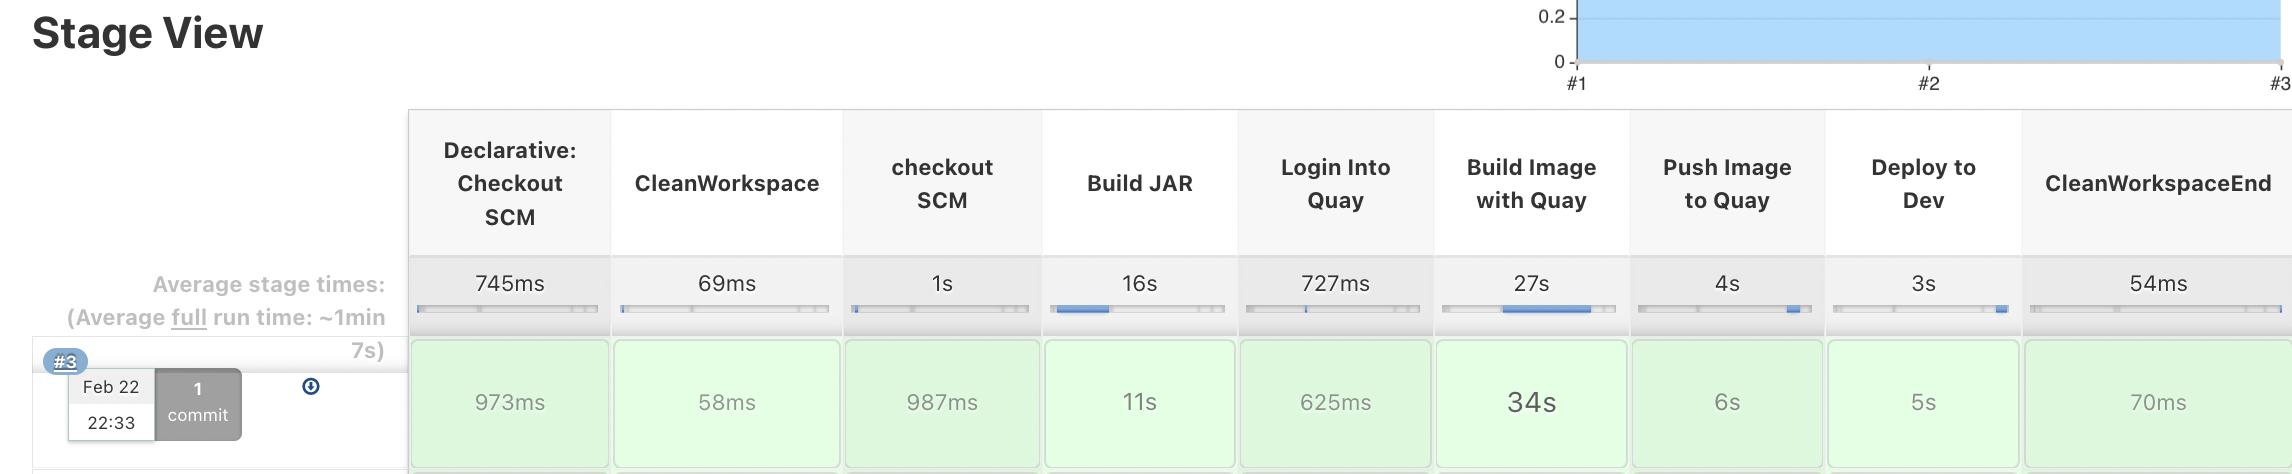 Stage View
0.2
0
#1
#2
#3
Declarative:
Checkout
SCM
CleanWorkspace
checkout
SCM
Build JAR
Login Into
Quay
Build Image
with Quay
Push Image
to Quay
Deploy to
Dev
CleanWorkspaceEnd
Average stage times:
(Average full run time: ~1min
7s)
745ms
69ms
1s
16s
727ms
27s
4s
3s
54ms
#3
Feb 22
22:33
1
commit
973ms
58ms
987ms
11s
625ms
34s
6s
5s
70ms